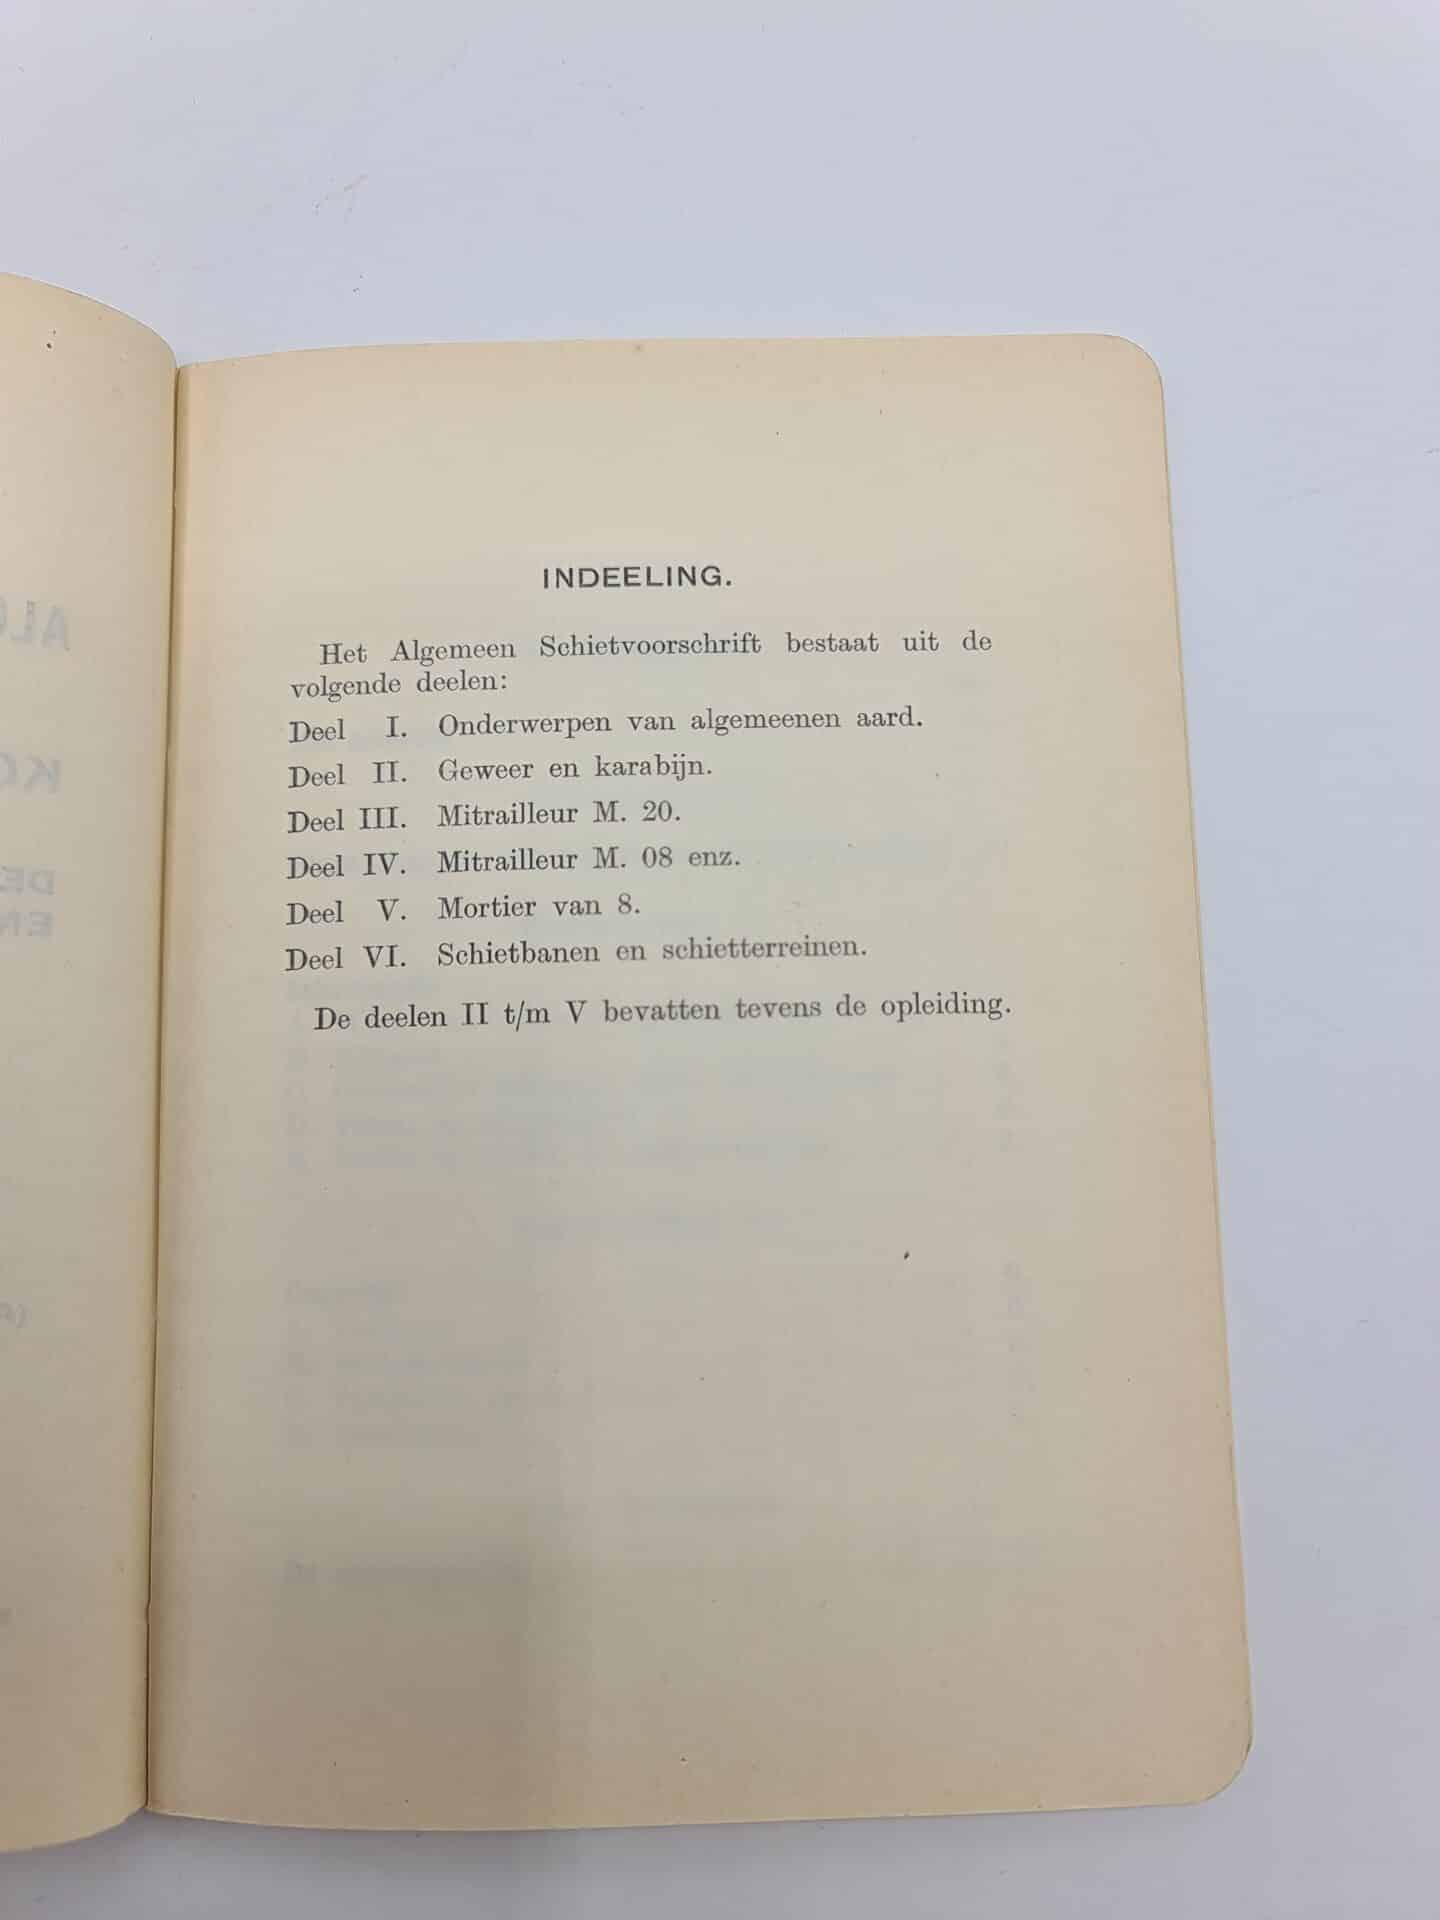 INDEELING.
Het Algemeen Schietvoorschrift bestaat uit de
volgende deelen:
Deel I. Onderwerpen van algemeenen aard.
Deel II. Geweer en karabijn.
Deel III. Mitrailleur M. 20.
Deel IV. Mitrailleur M. 08 enz.
Deel V. Mortier van 8.
Deel VI. Schietbanen en schietterreinen.
De deelen II t/m V bevatten tevens de opleiding.